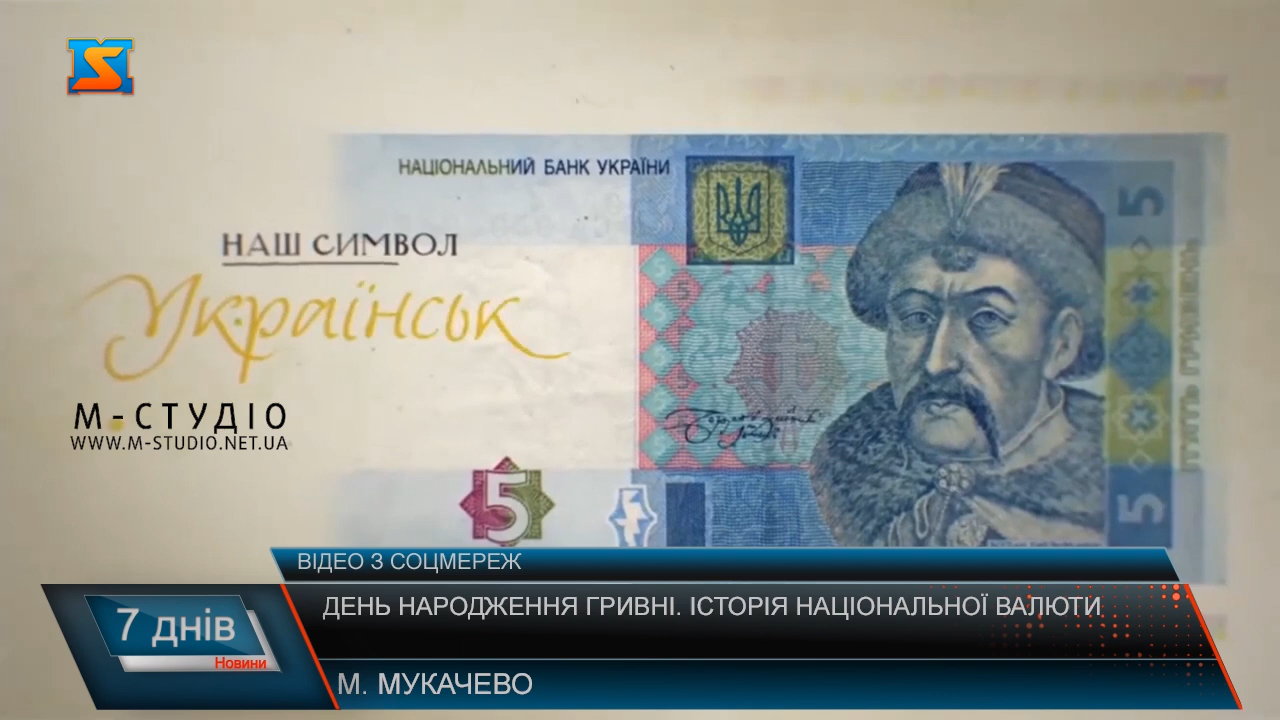 НАЦІОНАЛЬНИЙ БАНК УКРАЇНИ
5
НАШ СИМВОЛ
Українськ
М-СТУДІО
WWW.M-STUDIO.NET.UA
П'ЯТЬ ГРИВЕНЬ
5
5
ВІДЕО З СОЦМЕРЕЖ
ДЕНЬ НАРОДЖЕННЯ ГРИВНІ. ІСТОРІЯ НАЦІОНАЛЬНОЇ ВАЛЮТИ
7 днів
Новини
М. МУКАЧЕВО